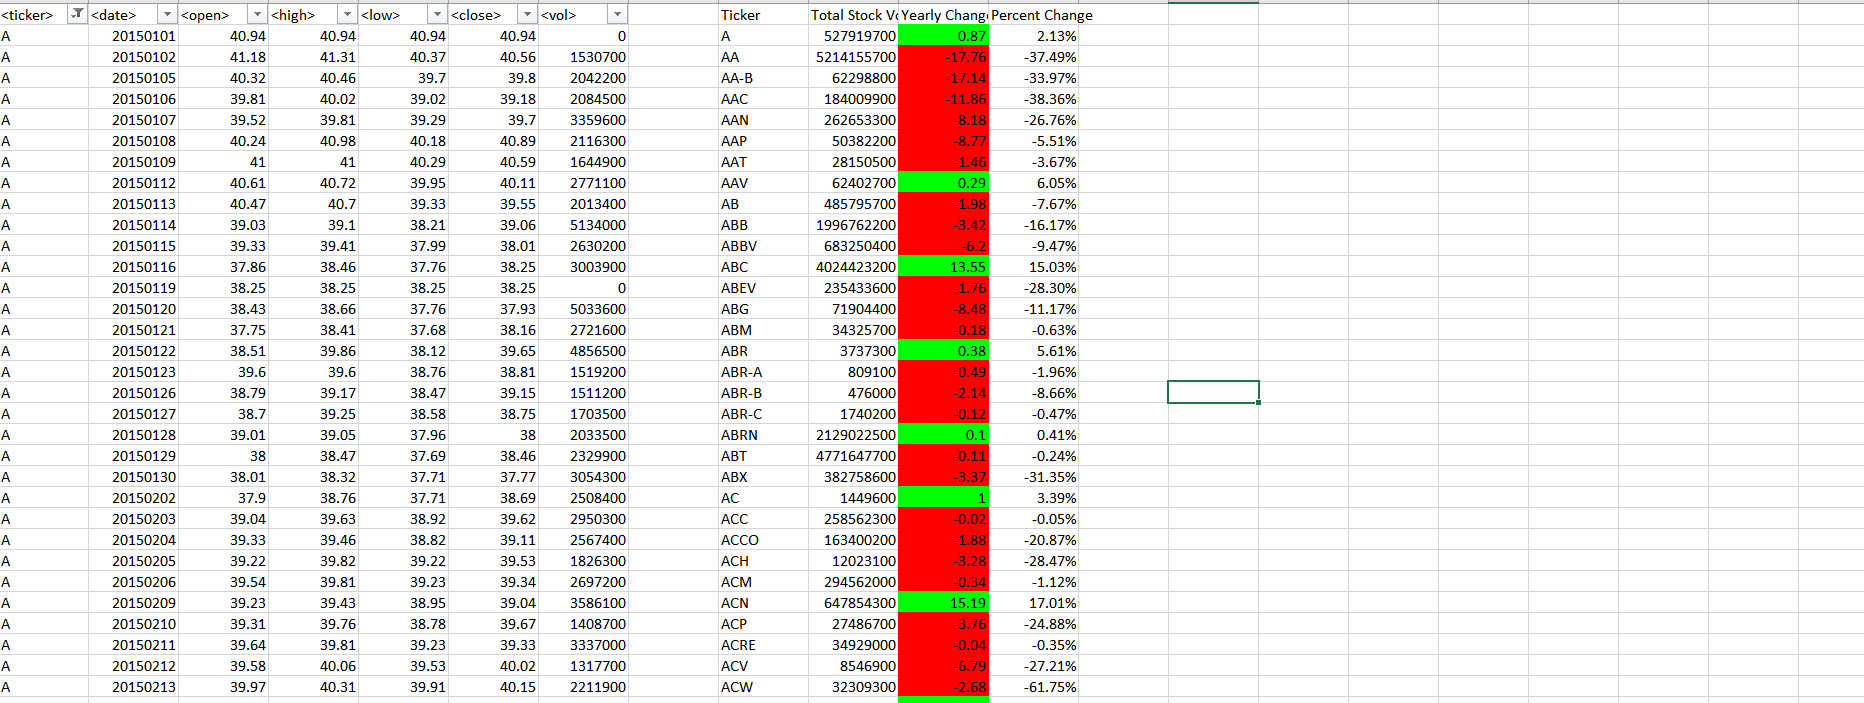 <ticker> <date> <open> <high> <low> <close> <vol> Ticker Total Stock Vo Yearly Change Percent Change
A 20150101 40.94 40.94 40.94 40.94 0 A 527919700 0.87 2.13%
A 20150102 41.18 41.31 40.37 40.56 1530700 AA 5214155700 -17.76 -37.49%
A 20150105 40.32 40.46 39.7 39.8 2042200 AA-B 62298800 -17.14 -33.97%
A 20150106 39.81 40.02 39.02 39.18 2084500 AAC 184009900 -11.86 -38.36%
A 20150107 39.52 39.81 39.29 39.7 3359600 AAN 262653300 -8.18 -26.76%
A 20150108 40.24 40.98 40.18 40.89 2116300 AAP 50382200 -8.77 -5.51%
A 20150109 41 41 40.29 40.59 1644900 AAT 28150500 -1.46 -3.67%
A 20150112 40.61 40.72 39.95 40.11 2771100 AAV 62402700 0.29 6.05%
A 20150113 40.47 40.7 39.33 39.55 2013400 AB 485795700 -1.98 -7.67%
A 20150114 39.03 39.1 38.21 39.06 5134000 ABB 1996762200 -3.42 -16.17%
A 20150115 39.33 39.41 37.99 38.01 2630200 ABBV 683250400 -6.2 -9.47%
A 20150116 37.86 38.46 37.76 38.25 3003900 ABC 4024423200 13.55 15.03%
A 20150119 38.25 38.25 38.25 38.25 0 ABEV 235433600 -1.76 -28.30%
A 20150120 38.43 38.66 37.76 37.93 5033600 ABG 71904400 -8.48 -11.17%
A 20150121 37.75 38.41 37.68 38.16 2721600 ABM 34325700 -0.18 -0.63%
A 20150122 38.51 39.86 38.12 39.65 4856500 ABR 3737300 0.38 5.61%
A 20150123 39.6 39.6 38.76 38.81 1519200 ABR-A 809100 -0.49 -1.96%
A 20150126 38.79 39.17 38.47 39.15 1511200 ABR-B 476000 -2.14 -8.66%
A 20150127 38.7 39.25 38.58 38.75 1703500 ABR-C 1740200 -0.12 -0.47%
A 20150128 39.01 39.05 37.96 38 2033500 ABRN 2129022500 0.1 0.41%
A 20150129 38 38.47 37.69 38.46 2329900 ABT 4771647700 -0.11 -0.24%
A 20150130 38.01 38.32 37.71 37.77 3054300 ABX 382758600 -3.37 -31.35%
A 20150202 37.9 38.76 37.71 38.69 2508400 AC 1449600 1 3.39%
A 20150203 39.04 39.63 38.92 39.62 2950300 ACC 258562300 -0.02 -0.05%
A 20150204 39.33 39.46 38.82 39.11 2567400 ACCO 163400200 -1.88 -20.87%
A 20150205 39.22 39.82 39.22 39.53 1826300 ACH 12023100 -3.28 -28.47%
A 20150206 39.54 39.81 39.23 39.34 2697200 ACM 294562000 -0.34 -1.12%
A 20150209 39.23 39.43 38.95 39.04 3586100 ACN 647854300 15.19 17.01%
A 20150210 39.31 39.76 38.78 39.67 1408700 ACP 27486700 -3.76 -24.88%
A 20150211 39.64 39.81 39.23 39.33 3337000 ACRE 34929000 -0.04 -0.35%
A 20150212 39.58 40.06 39.53 40.02 1317700 ACV 8546900 -6.79 -27.21%
A 20150213 39.97 40.31 39.91 40.15 2211900 ACW 32309300 -2.68 -61.75%